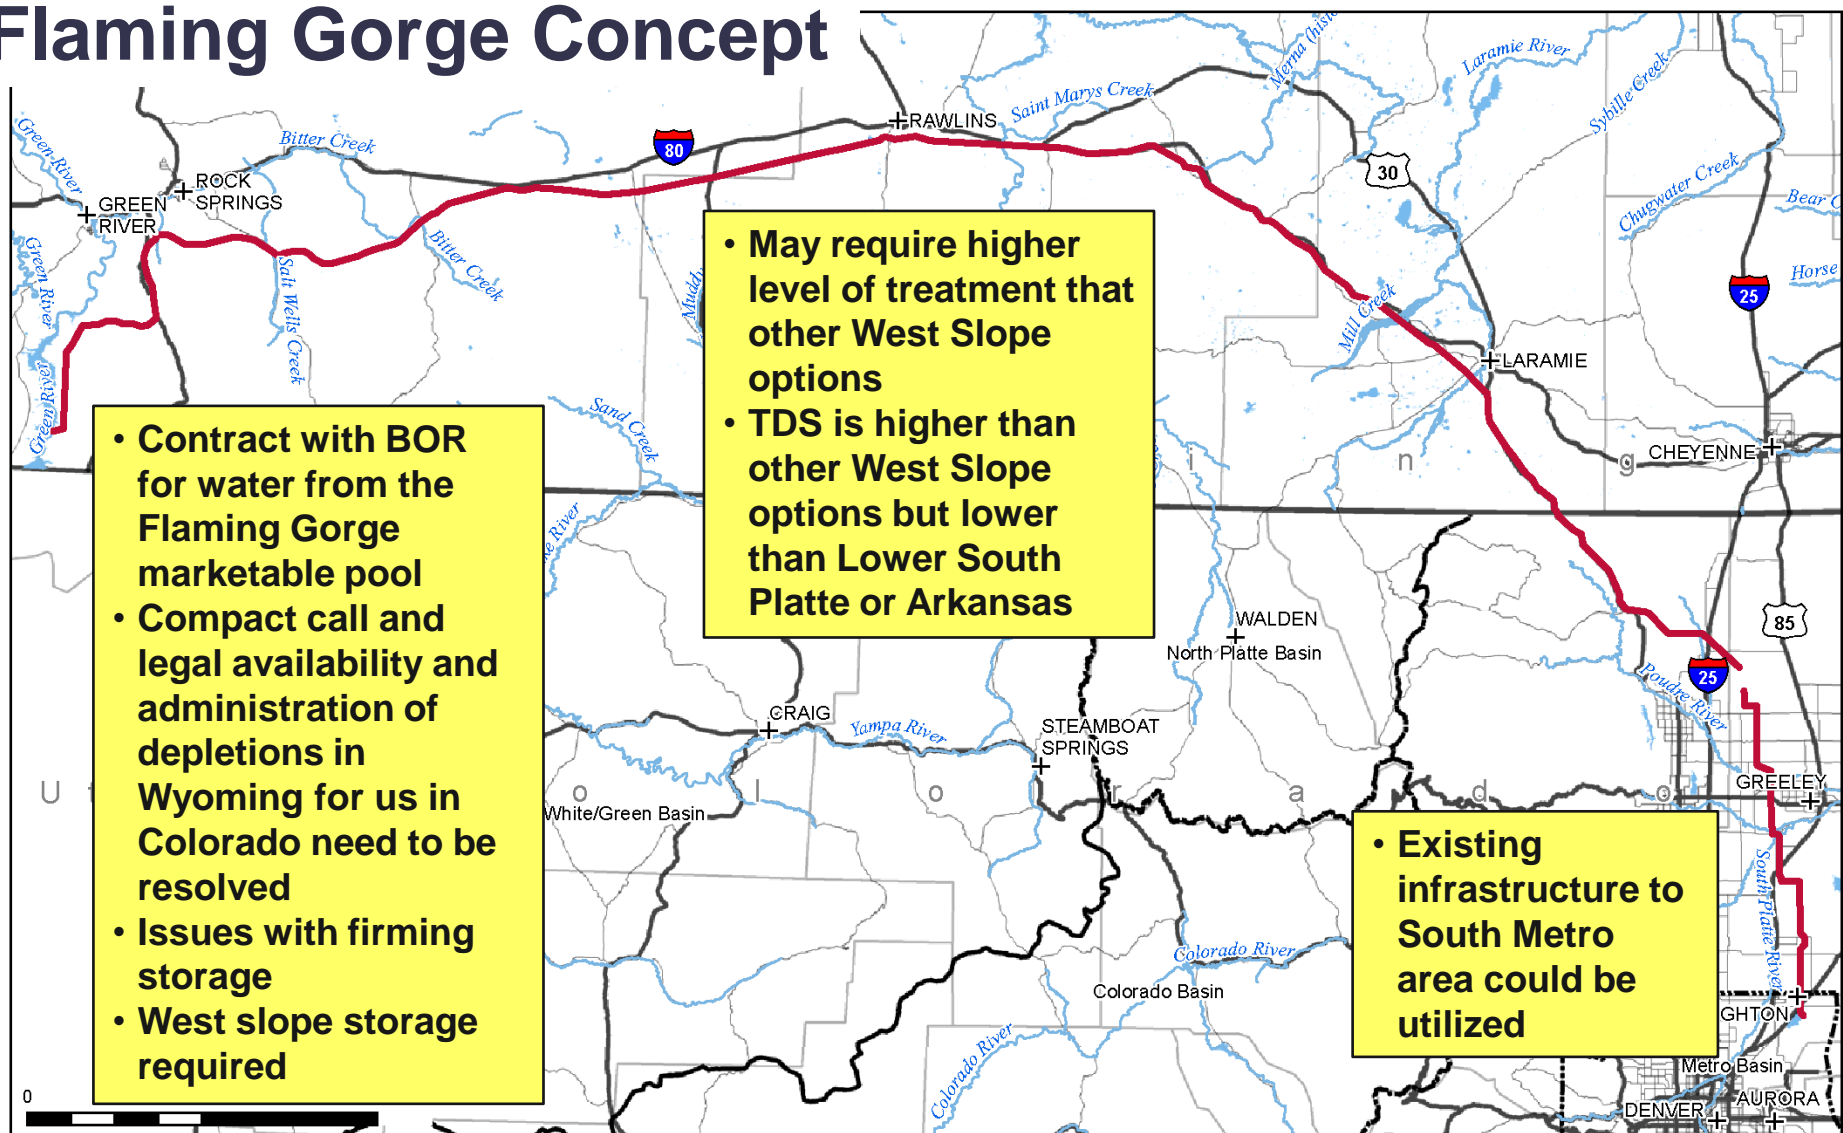 Flaming Gorge Concept
Merna (hist
Laramie River
Sybille Creek
Saint Marys Creek
RAWLINS
Green River
Bitter Creek
80
30
Chugwater Creek
Bear C
ROCK
SPRINGS
GREEN
RIVER
Green River
Bitter Creek
Salt Wells Creek
Muddy
Horse
25
Mill Creek
LARAMIE
Green River
• May require higher
level of treatment that
other West Slope
options
• TDS is higher than
other West Slope
options but lower
than Lower South
Platte or Arkansas
Sand Creek
i n g
CHEYENNE
• Contract with BOR
for water from the
Flaming Gorge
marketable pool
• Compact call and
legal availability and
administration of
depletions in
Wyoming for us in
Colorado need to be
resolved
• Issues with firming
storage
• West slope storage
required
ke River
WALDEN
North Platte Basin
85
25
Poudre River
CRAIG
Yampa River
STEAMBOAT
SPRINGS
U t o l o r a d o
White/Green Basin
GREELEY
• Existing
infrastructure to
South Metro
area could be
utilized
South Platte River
Colorado River
Colorado Basin
GHTON
Colorado River
Metro Basin
AURORA
DENVER
0